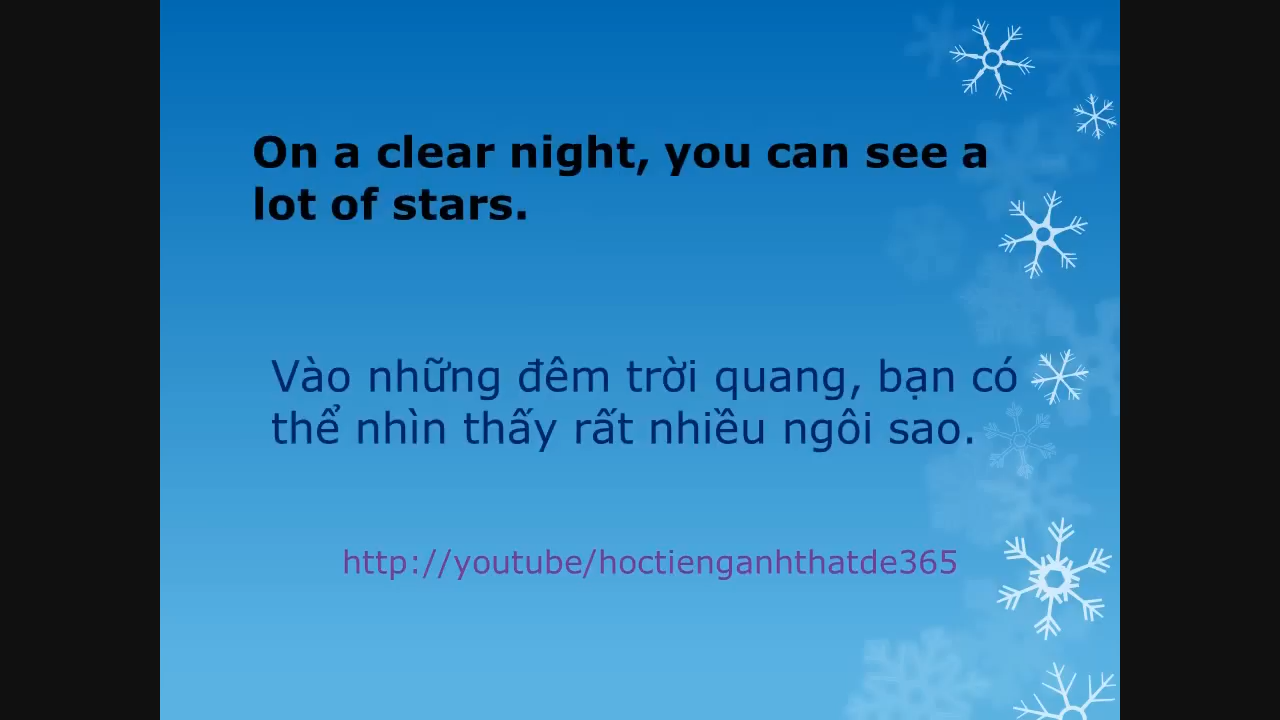 On a clear night, you can see a
lot of stars.
Vào những đêm trời quang, bạn có
thể nhìn thấy rất nhiều ngôi sao.
http://youtube/hoctienganhthatde365